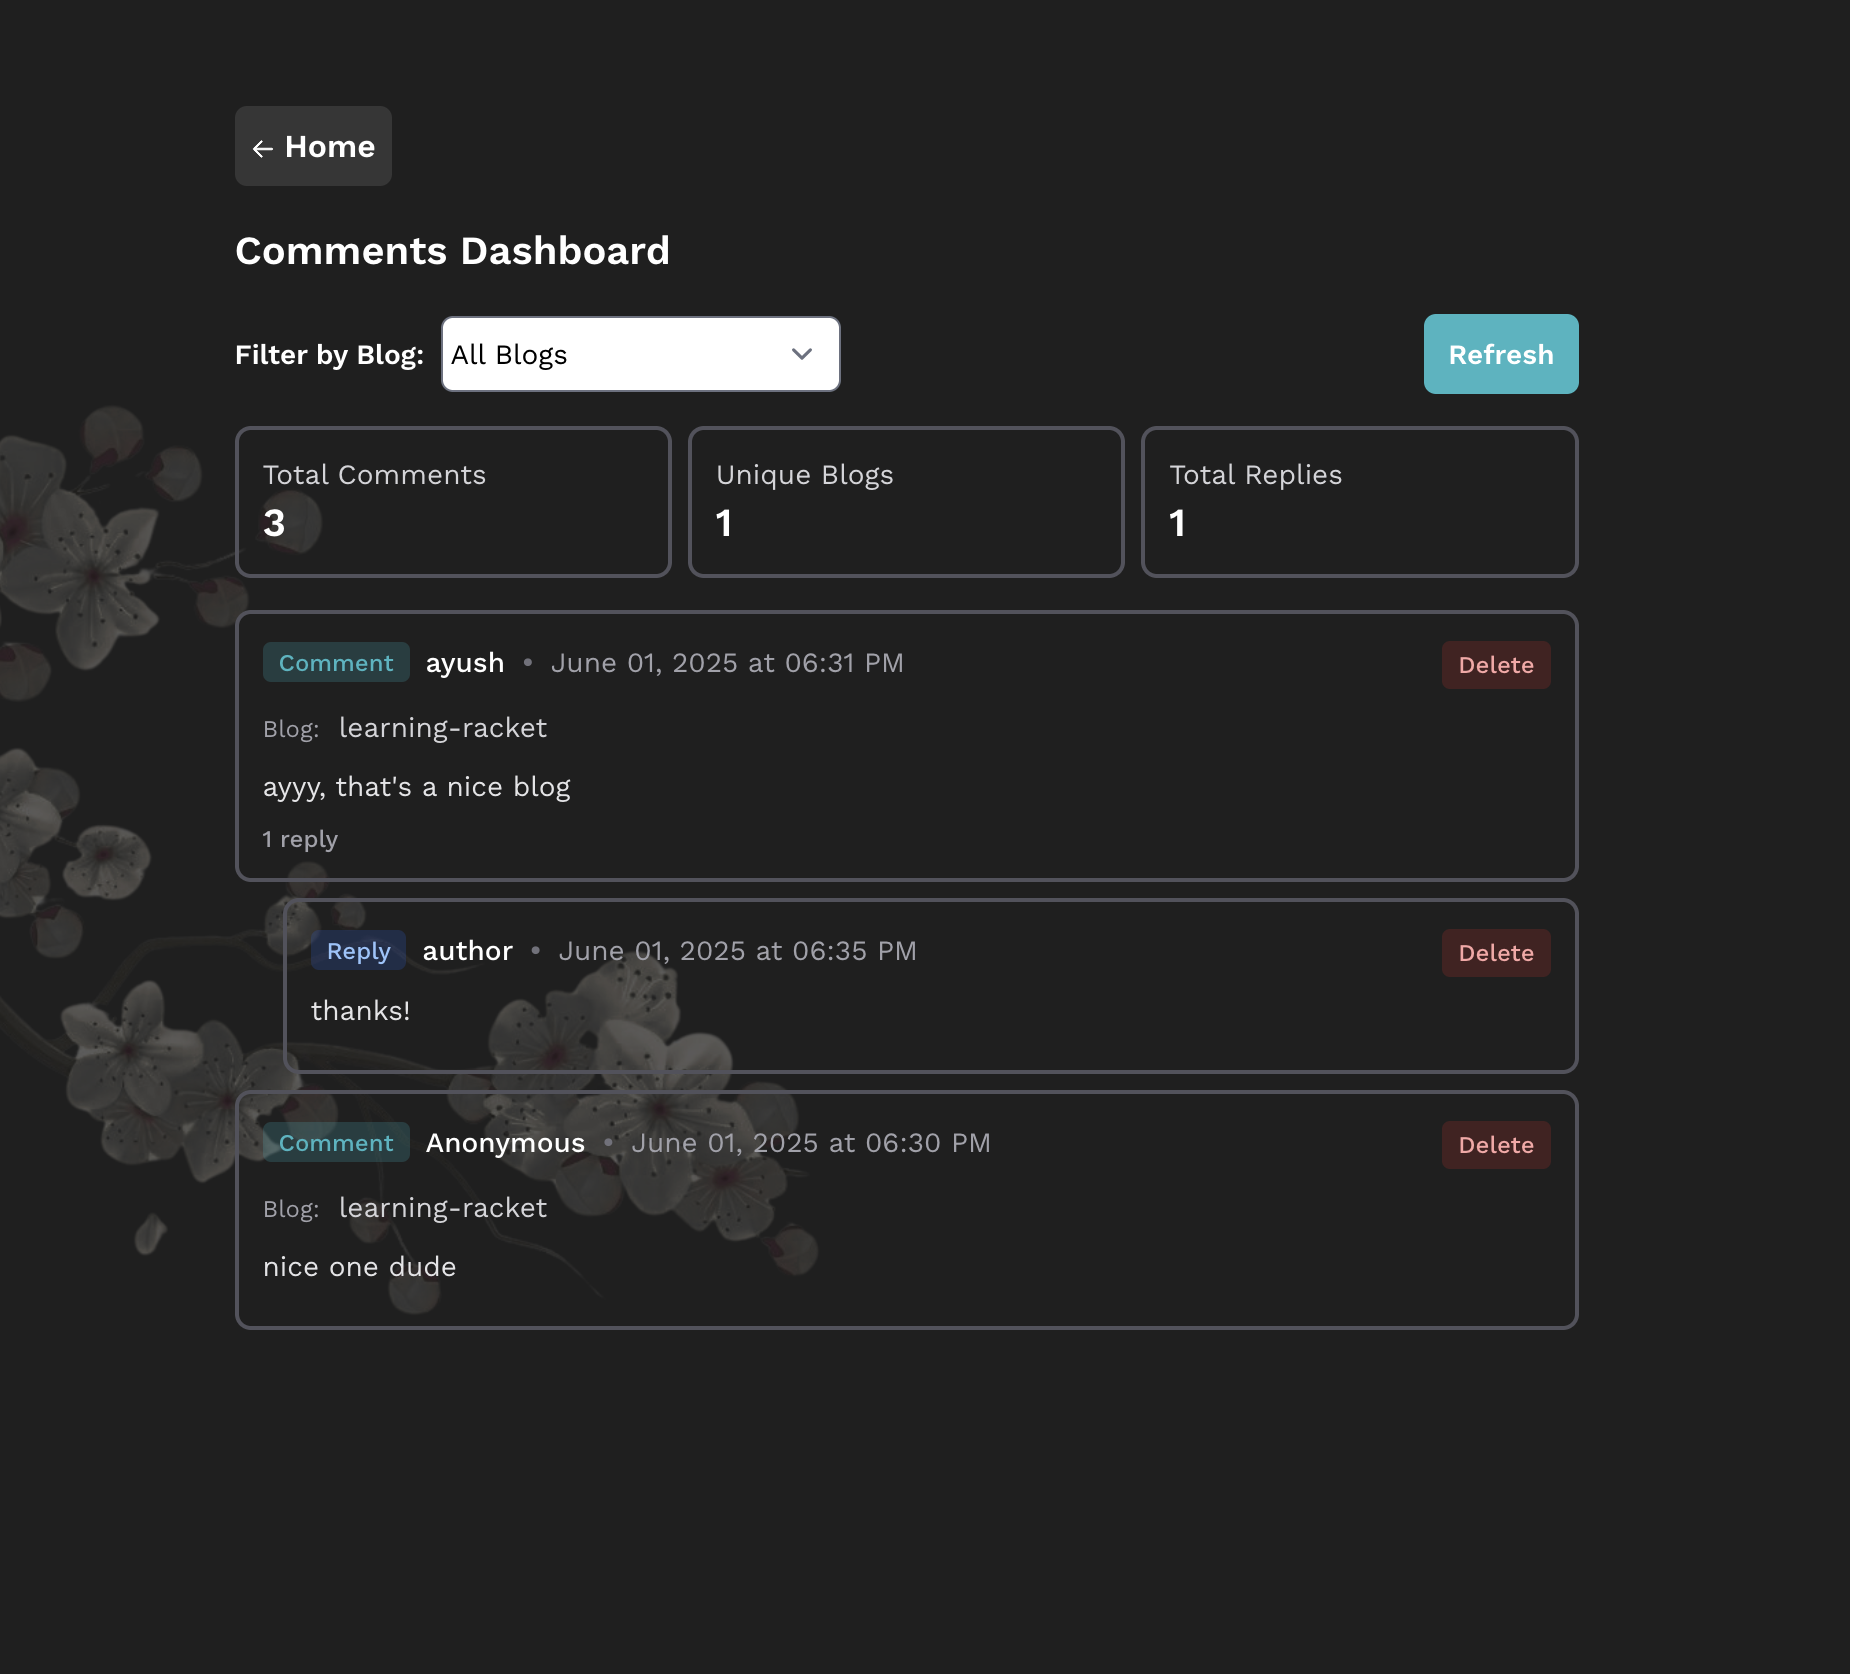 ← Home
Comments Dashboard
Filter by Blog: All Blogs Refresh
Total Comments Unique Blogs Total Replies
3 1 1
Comment ayush • June 01, 2025 at 06:31 PM Delete
Blog: learning-racket
ayyy, that's a nice blog
1 reply
Reply author • June 01, 2025 at 06:35 PM Delete
thanks!
Comment Anonymous • June 01, 2025 at 06:30 PM Delete
Blog: learning-racket
nice one dude